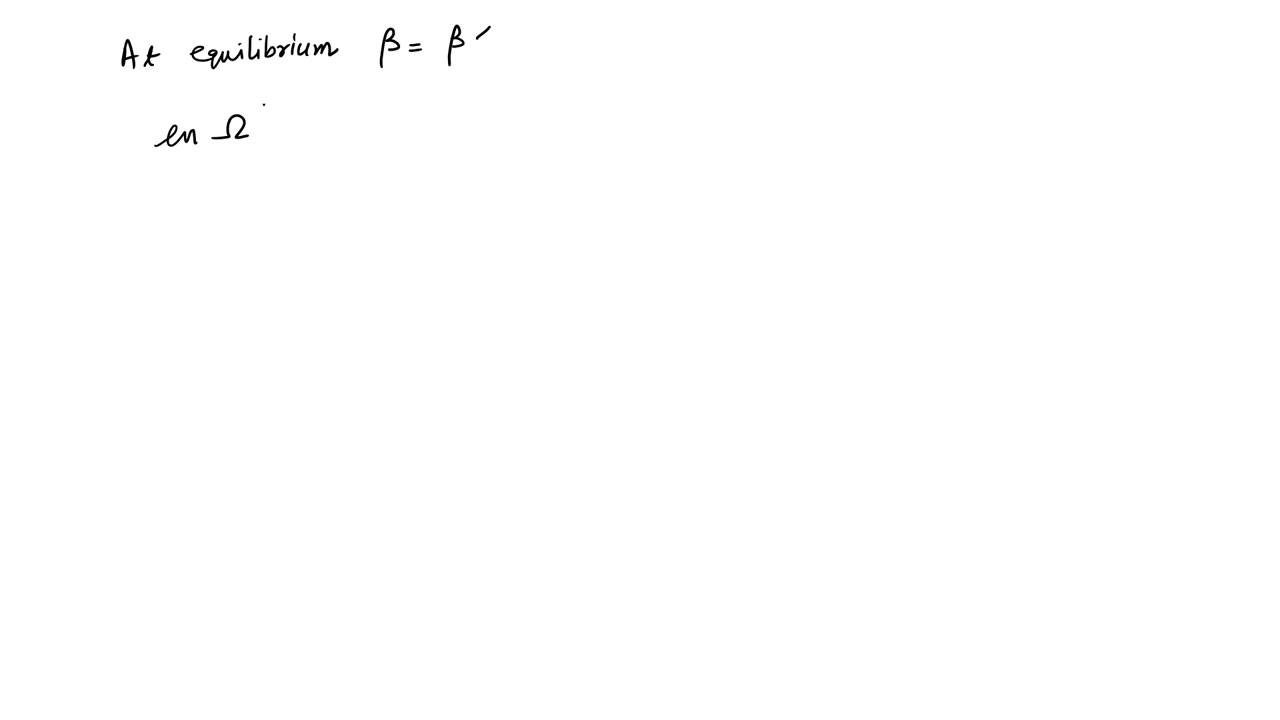 At equilibrium β = β′
ln Ω